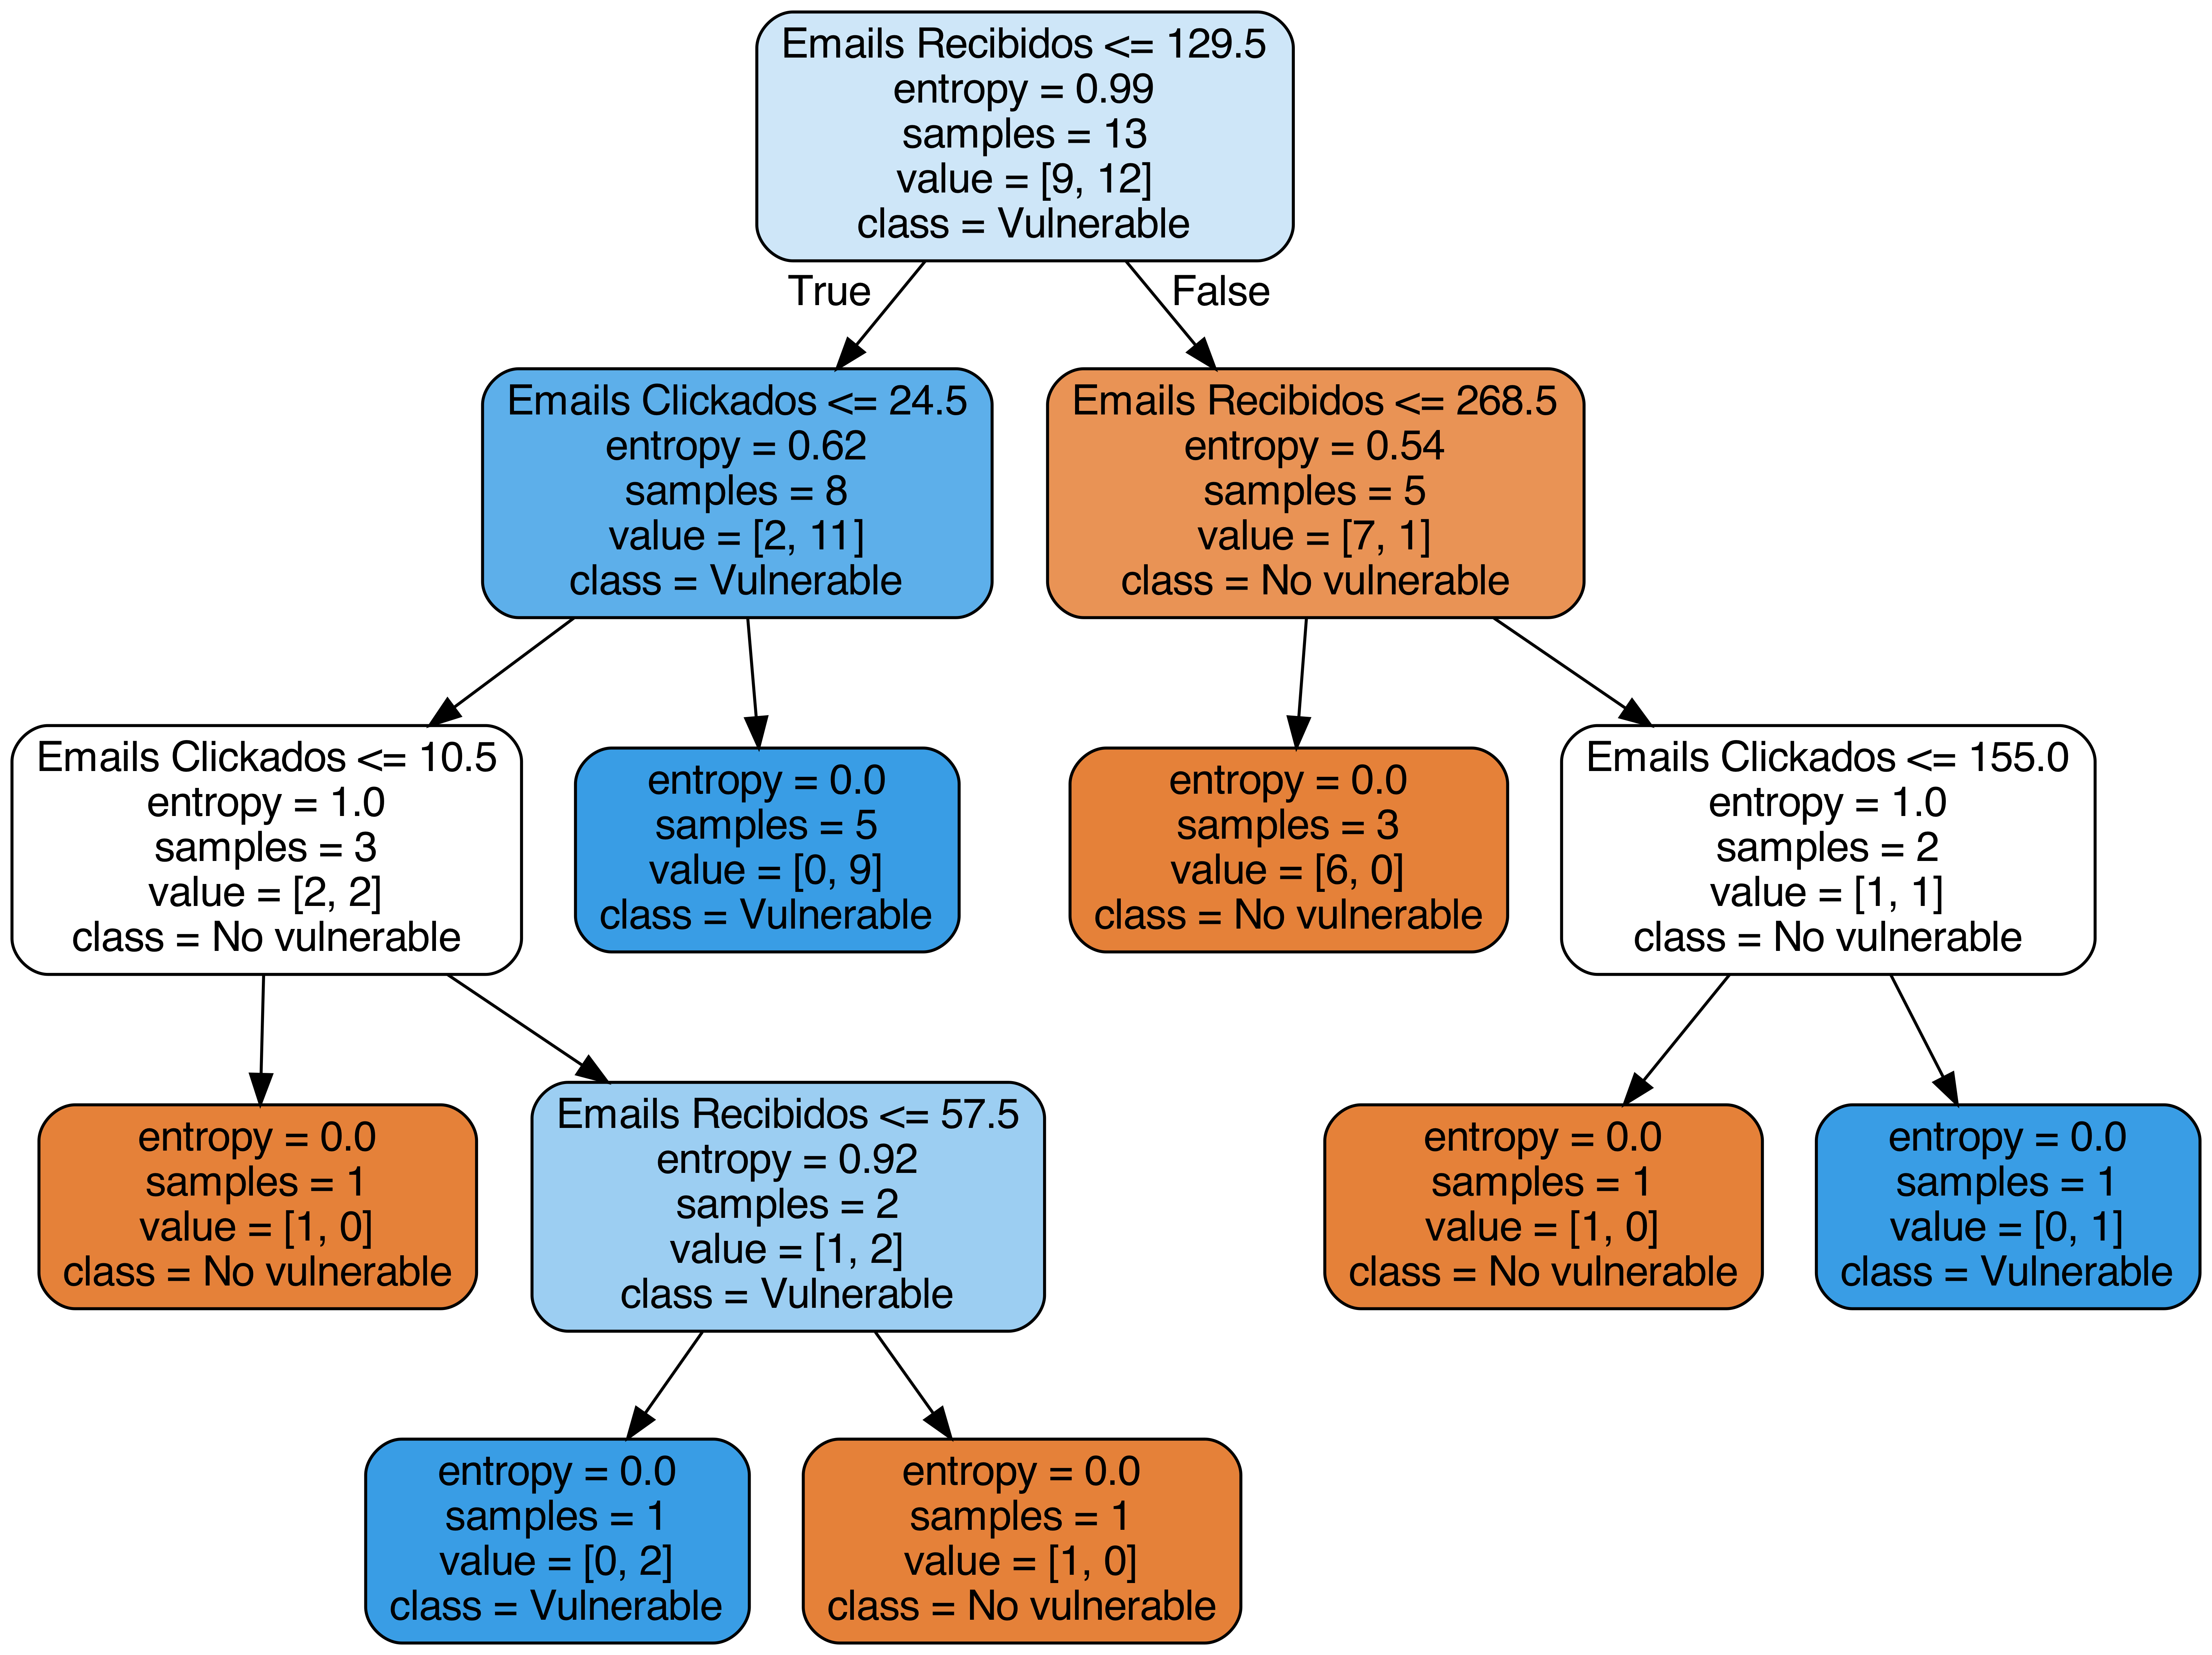 Emails Recibidos <= 129.5
entropy = 0.99
samples = 13
value = [9, 12]
class = Vulnerable
True
False
Emails Clickados <= 24.5
entropy = 0.62
samples = 8
value = [2, 11]
class = Vulnerable
Emails Recibidos <= 268.5
entropy = 0.54
samples = 5
value = [7, 1]
class = No vulnerable
Emails Clickados <= 10.5
entropy = 1.0
samples = 3
value = [2, 2]
class = No vulnerable
entropy = 0.0
samples = 5
value = [0, 9]
class = Vulnerable
entropy = 0.0
samples = 3
value = [6, 0]
class = No vulnerable
Emails Clickados <= 155.0
entropy = 1.0
samples = 2
value = [1, 1]
class = No vulnerable
entropy = 0.0
samples = 1
value = [1, 0]
class = No vulnerable
Emails Recibidos <= 57.5
entropy = 0.92
samples = 2
value = [1, 2]
class = Vulnerable
entropy = 0.0
samples = 1
value = [1, 0]
class = No vulnerable
entropy = 0.0
samples = 1
value = [0, 1]
class = Vulnerable
entropy = 0.0
samples = 1
value = [0, 2]
class = Vulnerable
entropy = 0.0
samples = 1
value = [1, 0]
class = No vulnerable